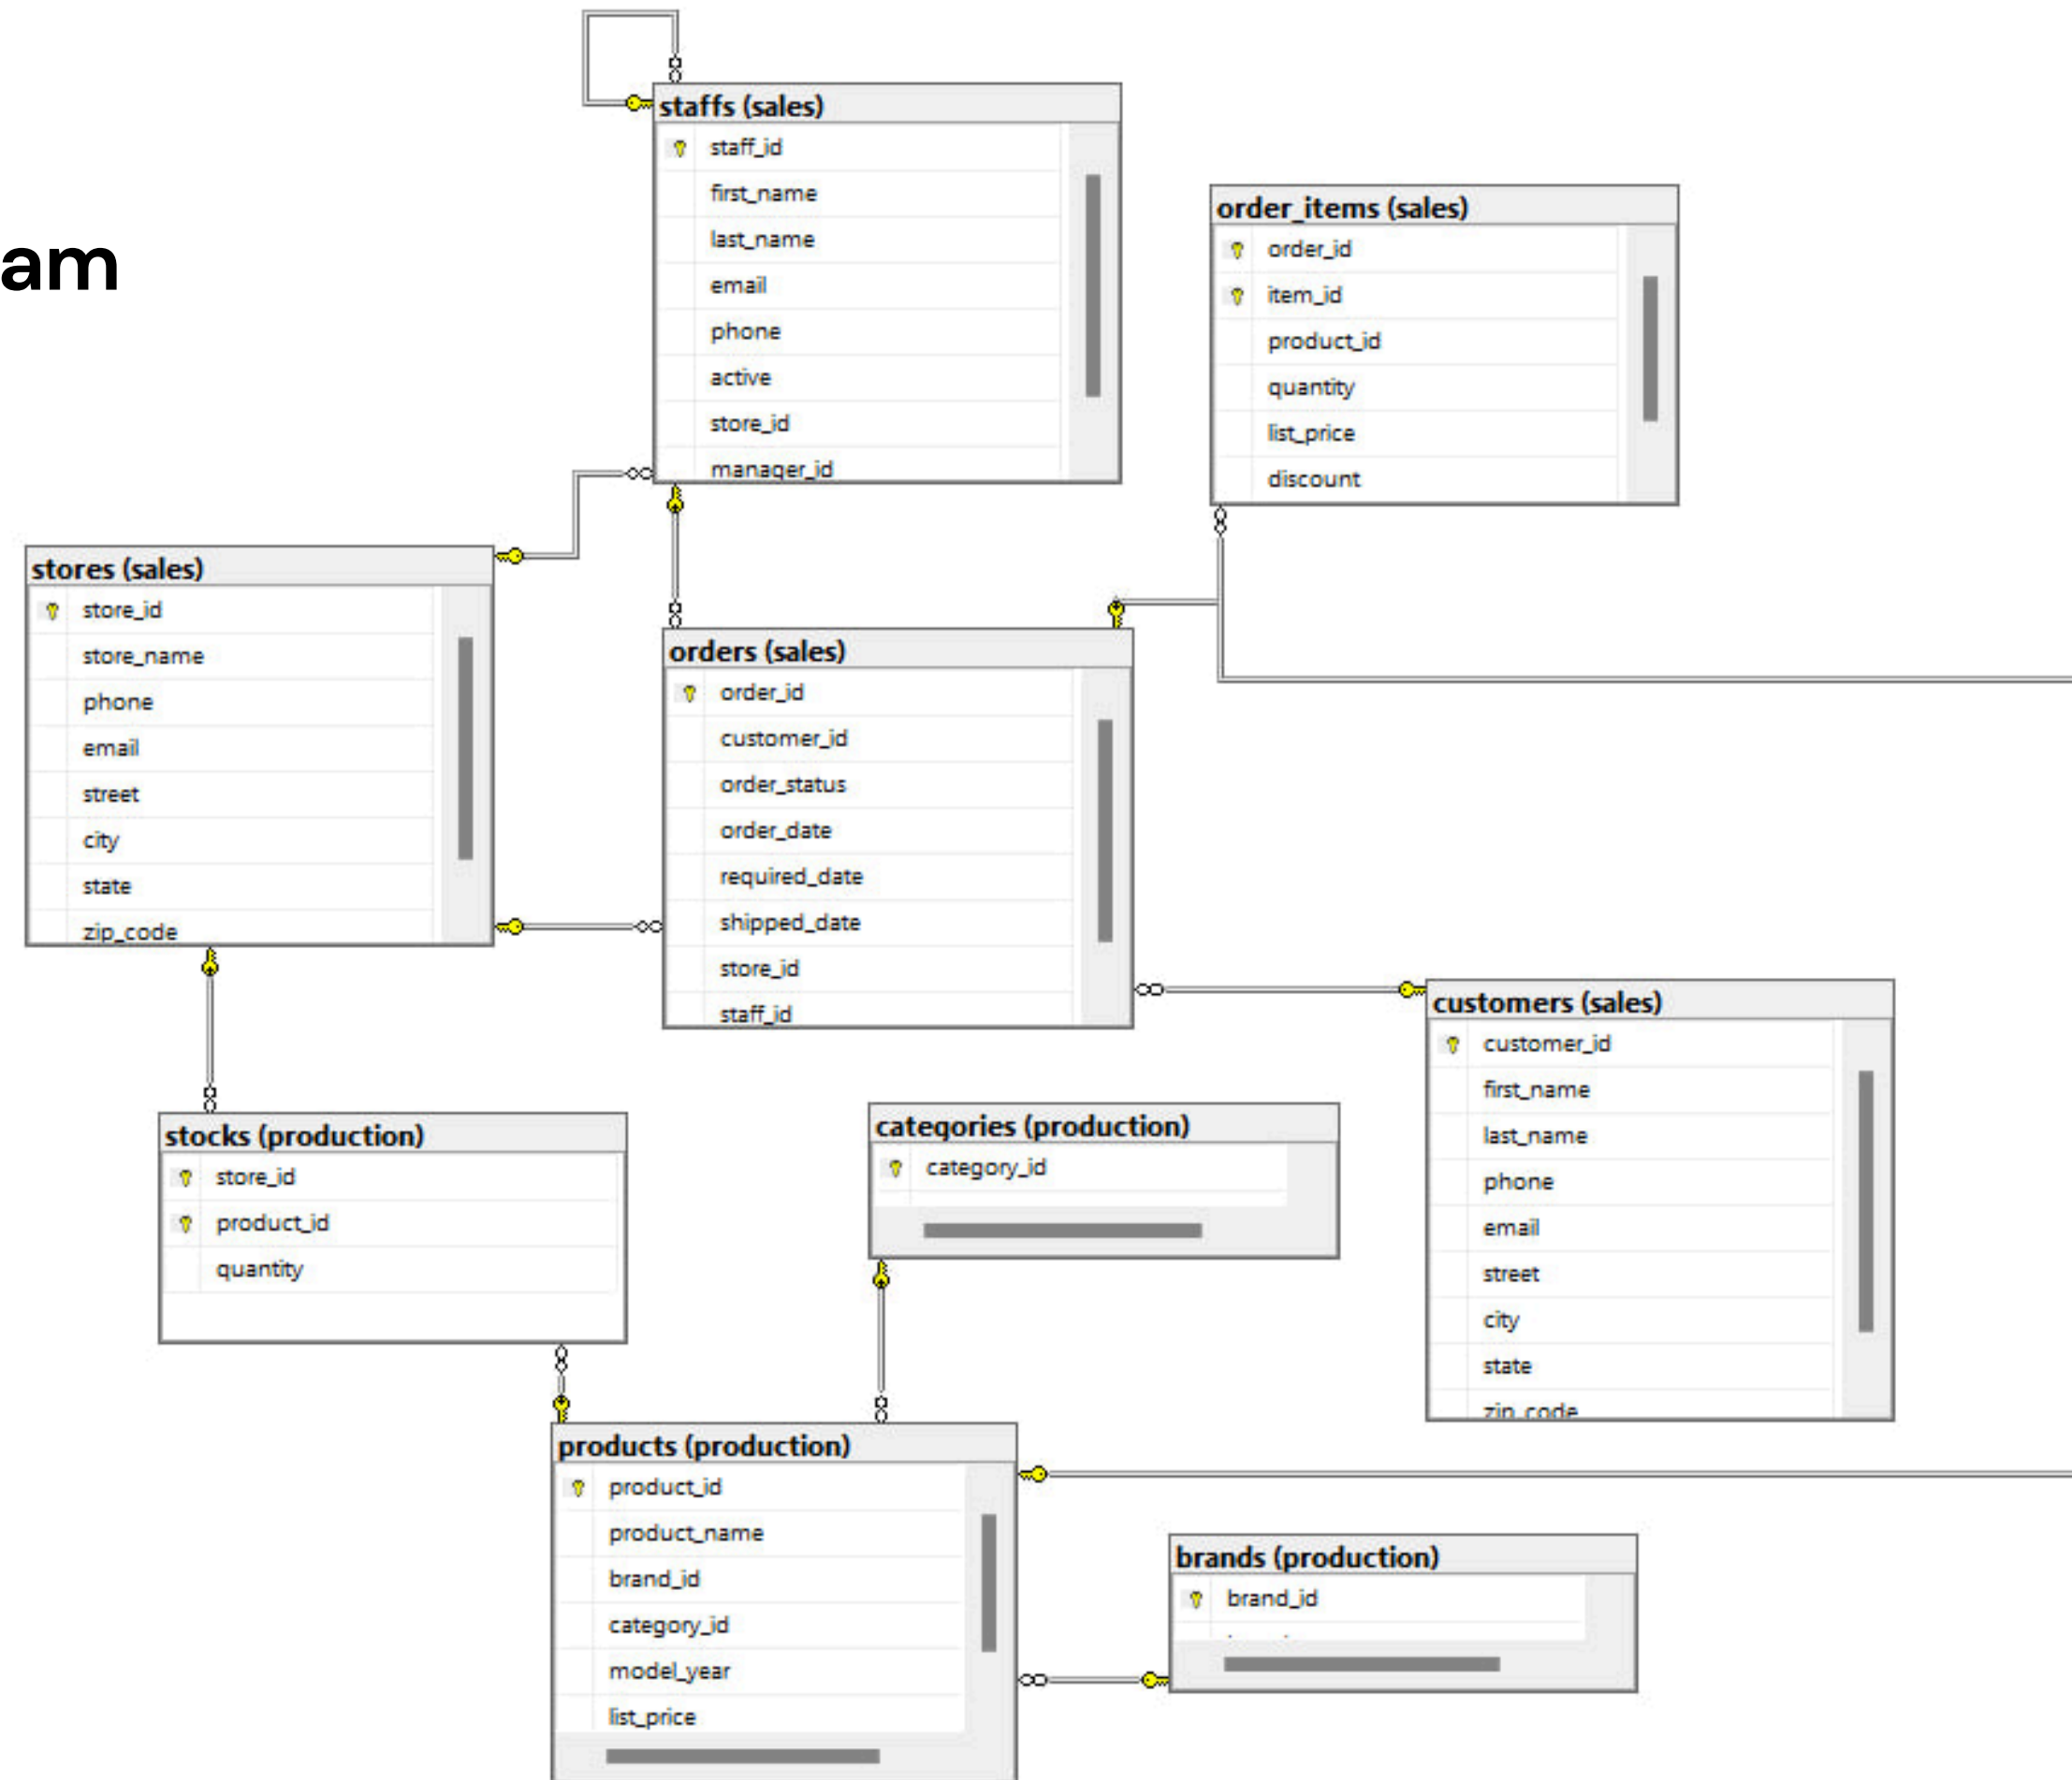 am
staffs (sales)
staff_id
first_name
last_name
email
phone
active
store_id
manager_id
order_items (sales)
order_id
item_id
product_id
quantity
list_price
discount
stores (sales)
store_id
store_name
phone
email
street
city
state
zip_code
orders (sales)
order_id
customer_id
order_status
order_date
required_date
shipped_date
store_id
staff_id
customers (sales)
customer_id
first_name
last_name
phone
email
street
city
state
zip_code
stocks (production)
store_id
product_id
quantity
categories (production)
category_id
products (production)
product_id
product_name
brand_id
category_id
model_year
list_price
brands (production)
brand_id